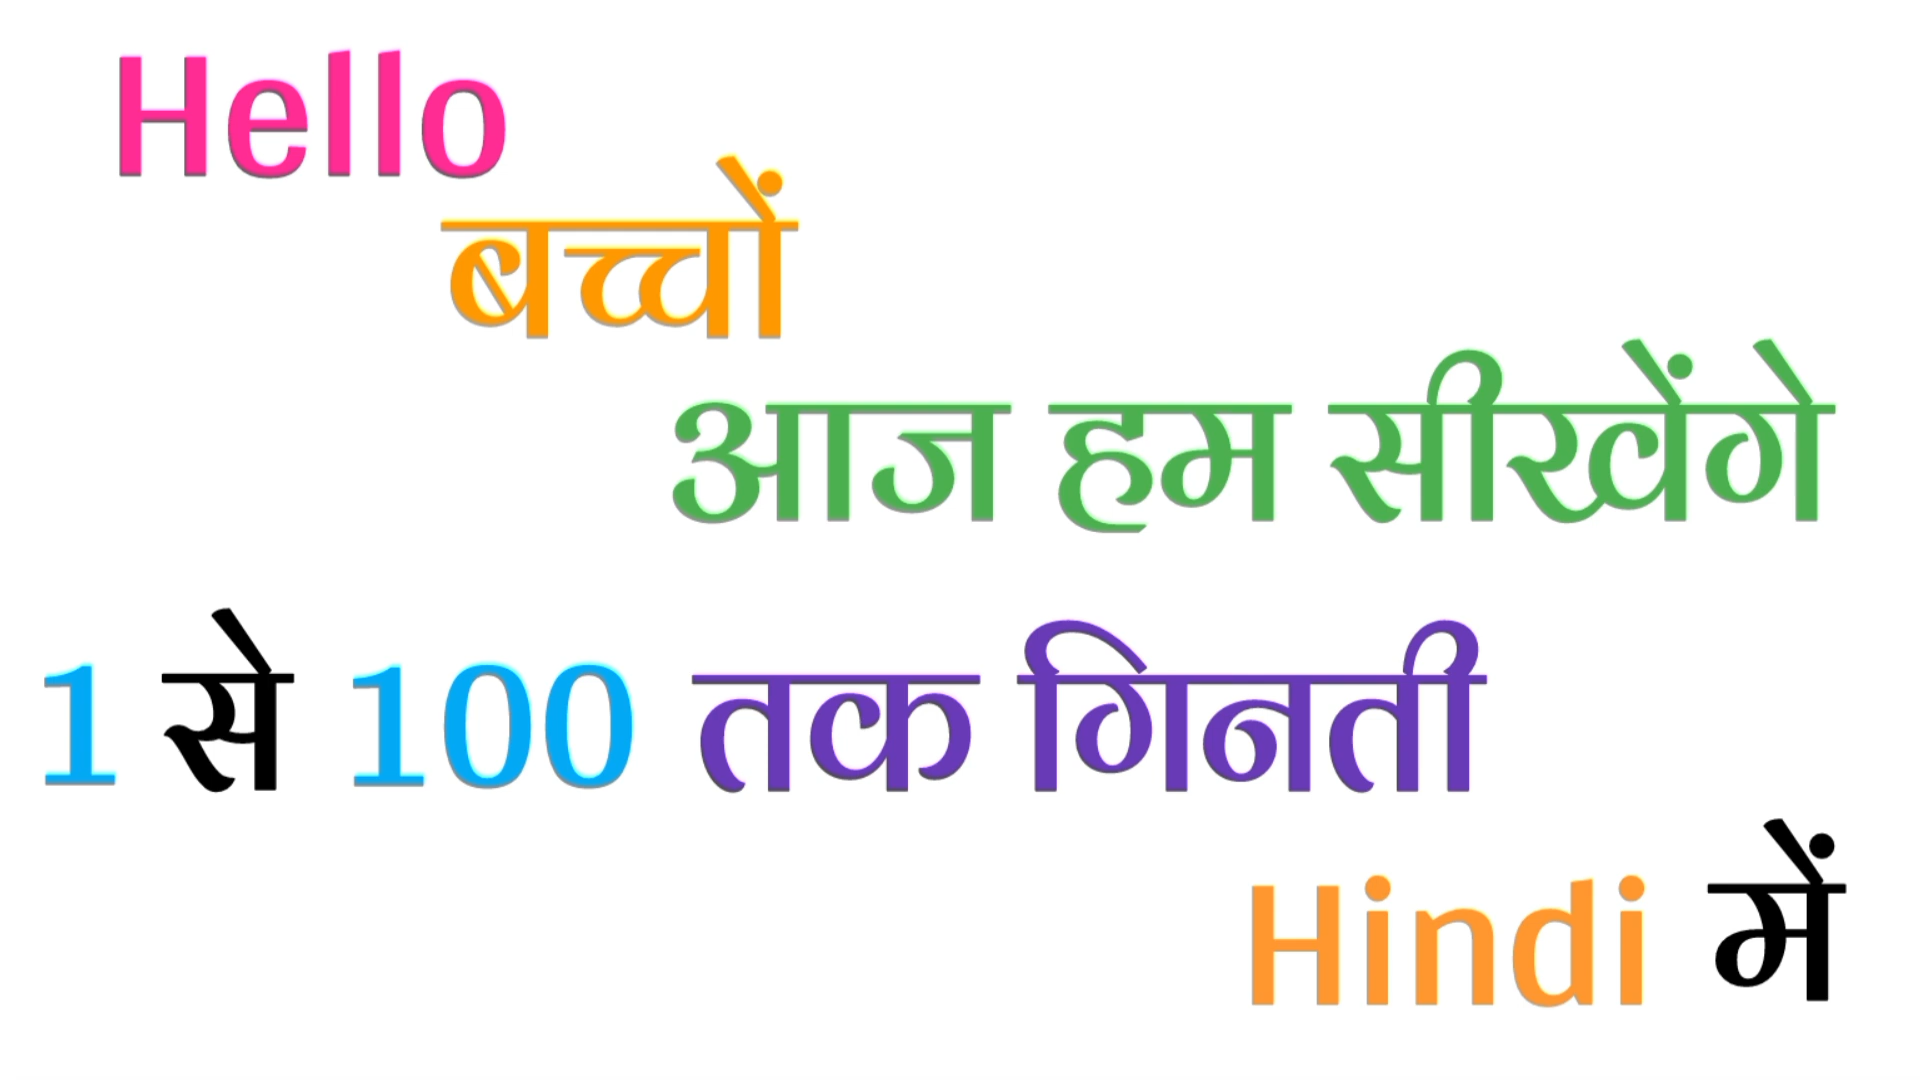 Hello
बच्चों
आज हम सीखेंगे
1 से 100 तक गिनती
Hindi में